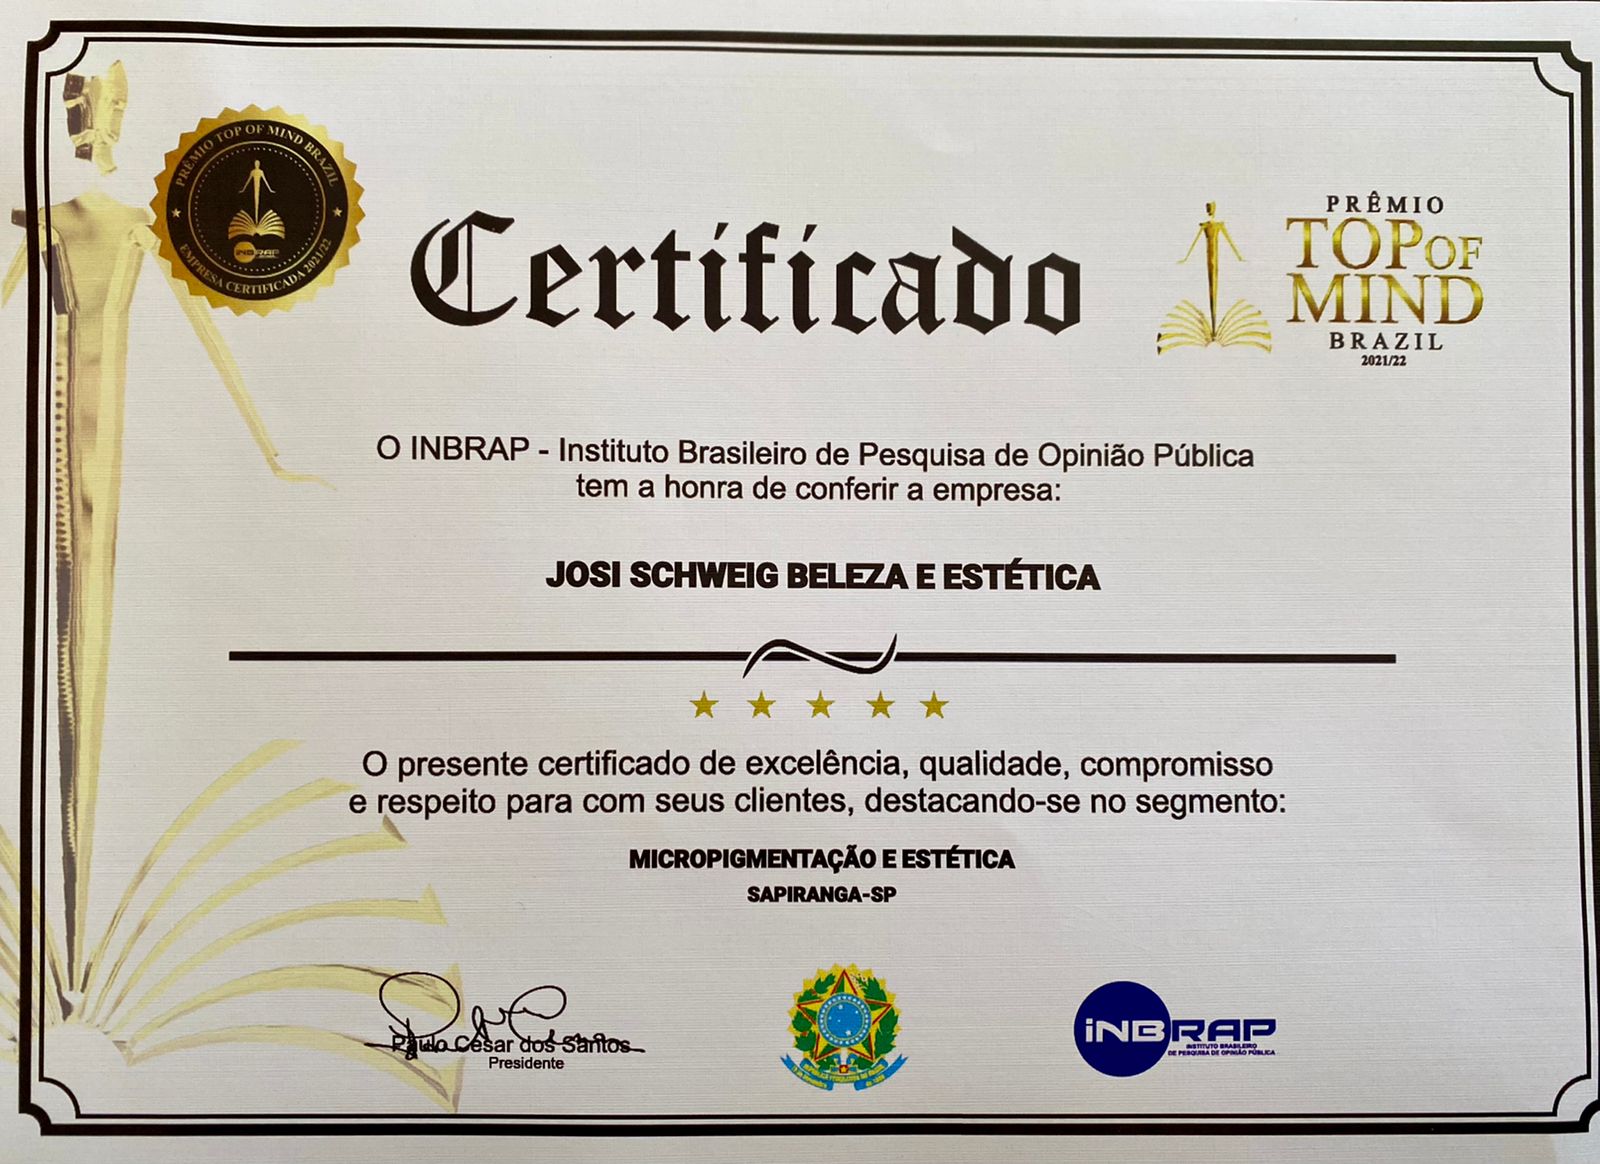 PRÊMIO TOP OF MIND BRAZIL
INBRAP
EMPRESA CERTIFICADA 2021/22
Certificado
PRÊMIO
TOP OF
MIND
BRAZIL
2021/22
O INBRAP - Instituto Brasileiro de Pesquisa de Opinião Pública
tem a honra de conferir a empresa:
JOSI SCHWEIG BELEZA E ESTÉTICA
O presente certificado de excelência, qualidade, compromisso
e respeito para com seus clientes, destacando-se no segmento:
MICROPIGMENTAÇÃO E ESTÉTICA
SAPIRANGA-SP
Paulo Cesar dos Santos
Presidente
INBRAP
INSTITUTO BRASILEIRO
DE PESQUISA DE OPINIÃO PÚBLICA